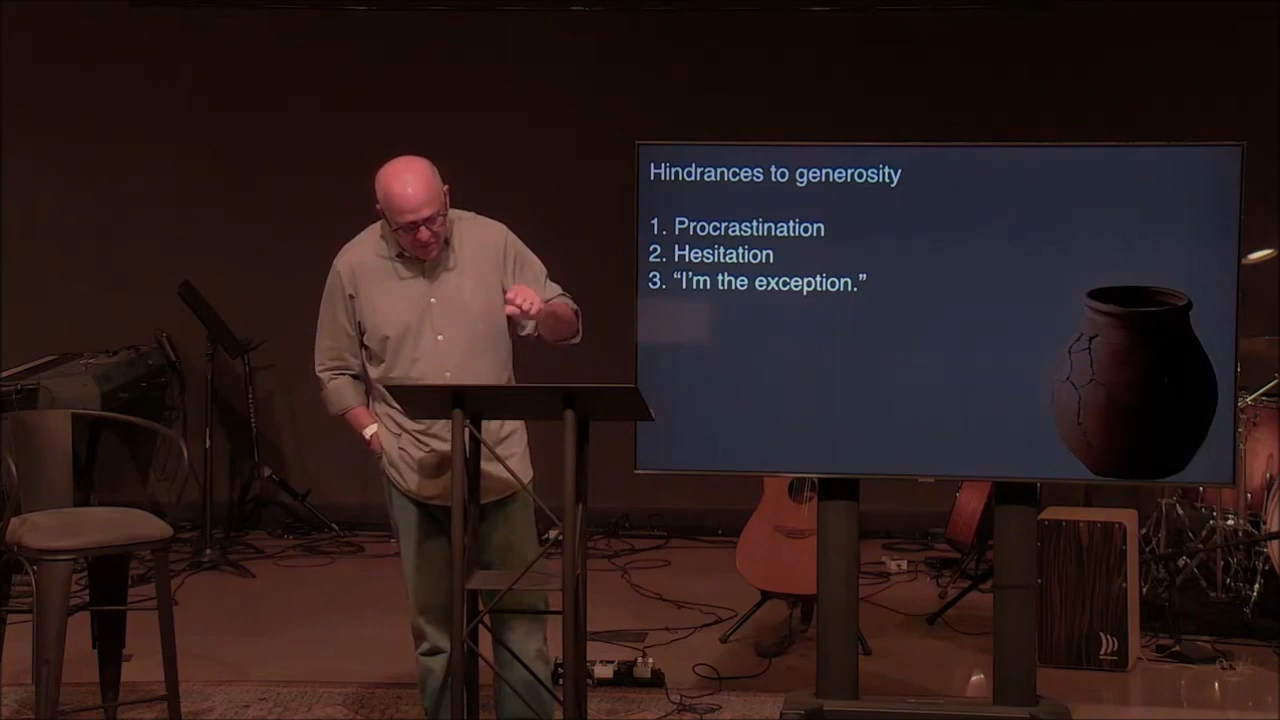 Hindrances to generosity
1. Procrastination
2. Hesitation
3. “I’m the exception.”